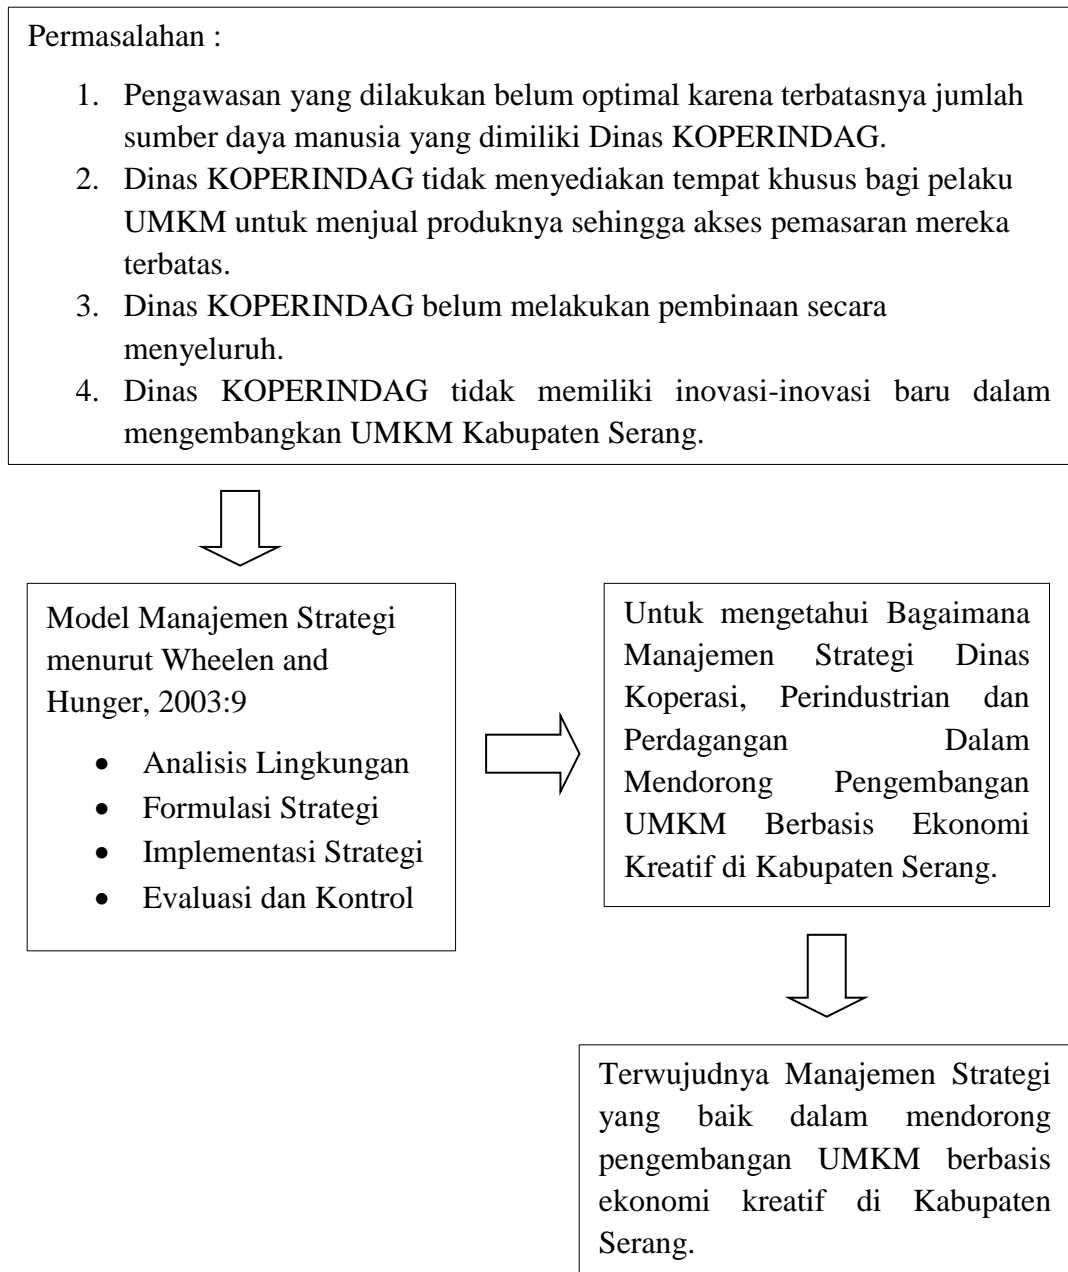 Permasalahan :
1. Pengawasan yang dilakukan belum optimal karena terbatasnya jumlah
sumber daya manusia yang dimiliki Dinas KOPERINDAG.
2. Dinas KOPERINDAG tidak menyediakan tempat khusus bagi pelaku
UMKM untuk menjual produknya sehingga akses pemasaran mereka
terbatas.
3. Dinas KOPERINDAG belum melakukan pembinaan secara
menyeluruh.
4. Dinas KOPERINDAG tidak memiliki inovasi-inovasi baru dalam
mengembangkan UMKM Kabupaten Serang.
Model Manajemen Strategi
menurut Wheelen and
Hunger, 2003:9
• Analisis Lingkungan
• Formulasi Strategi
• Implementasi Strategi
• Evaluasi dan Kontrol
Untuk mengetahui Bagaimana
Manajemen Strategi Dinas
Koperasi, Perindustrian dan
Perdagangan Dalam
Mendorong Pengembangan
UMKM Berbasis Ekonomi
Kreatif di Kabupaten Serang.
Terwujudnya Manajemen Strategi
yang baik dalam mendorong
pengembangan UMKM berbasis
ekonomi kreatif di Kabupaten
Serang.